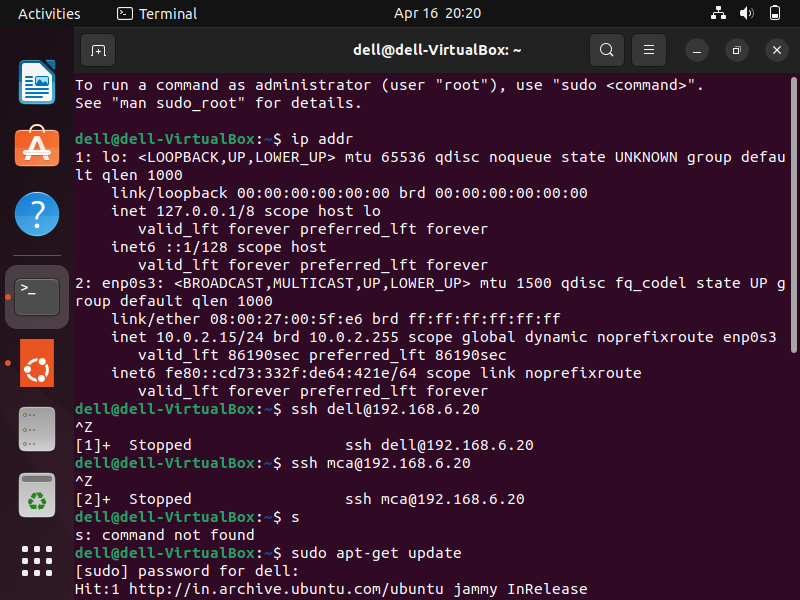 Activities
Terminal
Apr 16 20:20
dell@dell-VirtualBox: ~
To run a command as administrator (user "root"), use "sudo <command>".
See "man sudo_root" for details.
dell@dell-VirtualBox:~$ ip addr
1: lo: <LOOPBACK,UP,LOWER_UP> mtu 65536 qdisc noqueue state UNKNOWN group defau
lt qlen 1000
link/loopback 00:00:00:00:00:00 brd 00:00:00:00:00:00
inet 127.0.0.1/8 scope host lo
valid_lft forever preferred_lft forever
inet6 ::1/128 scope host
valid_lft forever preferred_lft forever
2: enp0s3: <BROADCAST,MULTICAST,UP,LOWER_UP> mtu 1500 qdisc fq_codel state UP g
roup default qlen 1000
link/ether 08:00:27:00:5f:e6 brd ff:ff:ff:ff:ff:ff
inet 10.0.2.15/24 brd 10.0.2.255 scope global dynamic noprefixroute enp0s3
valid_lft 86190sec preferred_lft 86190sec
inet6 fe80::cd73:332f:de64:421e/64 scope link noprefixroute
valid_lft forever preferred_lft forever
dell@dell-VirtualBox:~$ ssh dell@192.168.6.20
^Z
[1]+  Stopped                 ssh dell@192.168.6.20
dell@dell-VirtualBox:~$ ssh mca@192.168.6.20
^Z
[2]+  Stopped                 ssh mca@192.168.6.20
dell@dell-VirtualBox:~$ s
s: command not found
dell@dell-VirtualBox:~$ sudo apt-get update
[sudo] password for dell:
Hit:1 http://in.archive.ubuntu.com/ubuntu jammy InRelease